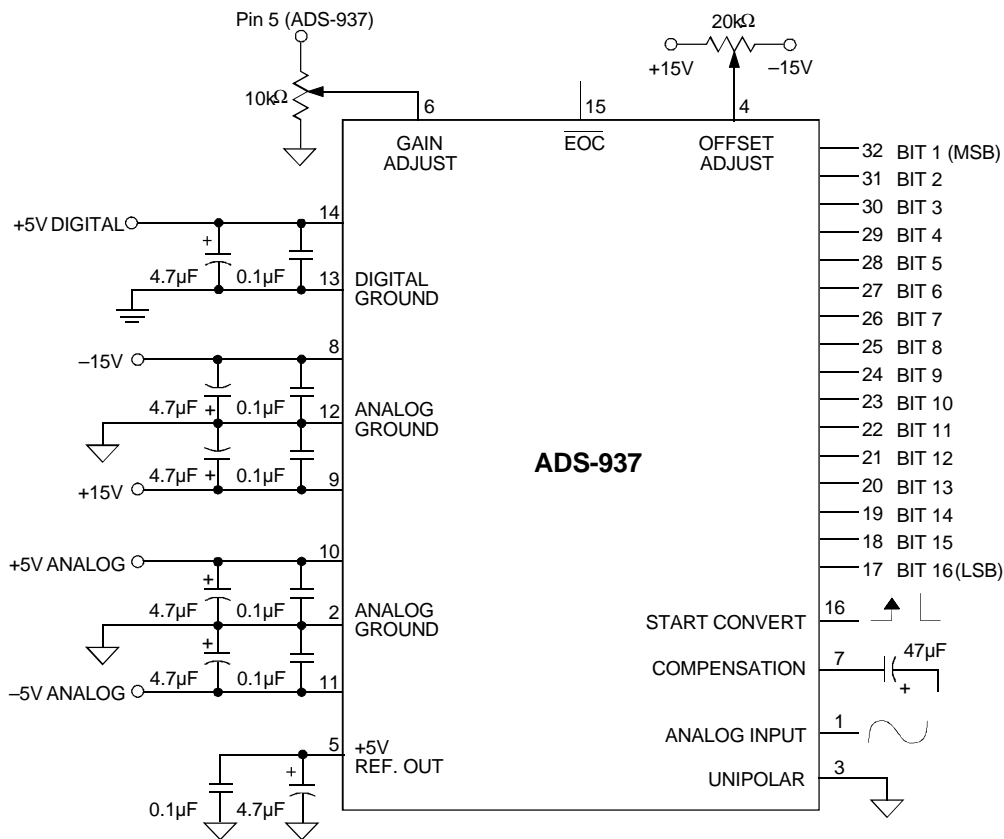 Pin 5 (ADS-937)
20kΩ
+15V
–15V
10kΩ
6
15
4
GAIN
ADJUST
EOC
OFFSET
ADJUST
32 BIT 1 (MSB)
31 BIT 2
30 BIT 3
29 BIT 4
28 BIT 5
27 BIT 6
26 BIT 7
25 BIT 8
24 BIT 9
23 BIT 10
22 BIT 11
21 BIT 12
20 BIT 13
19 BIT 14
18 BIT 15
17 BIT 16 (LSB)
+5V DIGITAL
14
+
4.7µF
0.1µF
13
DIGITAL
GROUND
–15V
8
4.7µF
+
0.1µF
12
ANALOG
GROUND
4.7µF
+
0.1µF
+15V
9
ADS-937
+5V ANALOG
10
+
4.7µF
0.1µF
2
ANALOG
GROUND
+
4.7µF
0.1µF
–5V ANALOG
11
5
+5V
REF. OUT
+
0.1µF
4.7µF
START CONVERT
16
COMPENSATION
7
47µF
+
ANALOG INPUT
1
UNIPOLAR
3